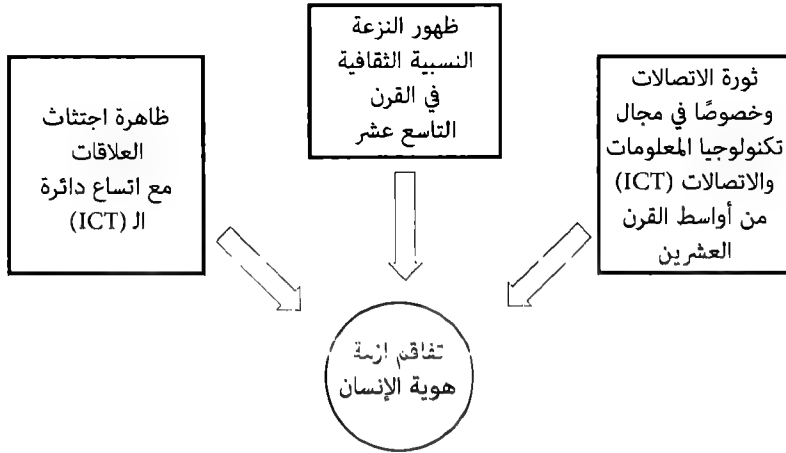 ثورة الاتصالات
وخصوصًا في مجال
تكنولوجيا المعلومات
والاتصالات (ICT)
من أواسط القرن
العشرين
ظهور النزعة
النسبية الثقافية
في القرن
التاسع عشر
ظاهرة اجتثاث
العلاقات
مع اتساع دائرة
الـ (ICT)
تفاقم ازمة
هوية الإنسان